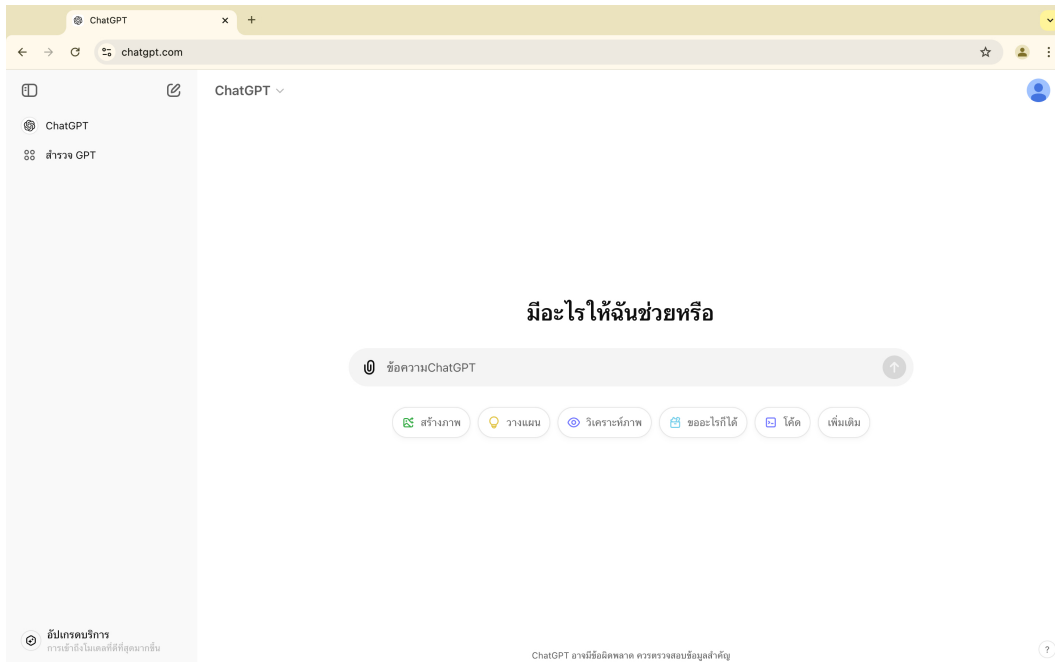 ChatGPT
chatgpt.com
ChatGPT
ChatGPT
สำรวจ GPT
มีอะไรให้ฉันช่วยหรือ
ข้อความChatGPT
สร้างภาพ วางแผน วิเคราะห์ภาพ ขออะไรก็ได้ โค้ด เพิ่มเติม
อัปเกรดบริการ
การเข้าถึงโมเดลที่ดีที่สุดมากขึ้น
ChatGPT อาจมีข้อผิดพลาด ควรตรวจสอบข้อมูลสำคัญ
?